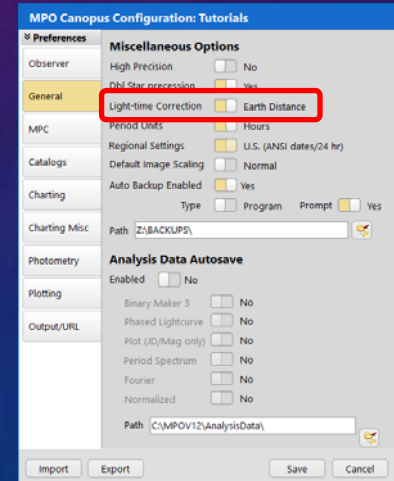 MPO Canopus Configuration: Tutorials
Preferences
Observer
General
MPC
Catalogs
Charting
Charting Misc
Photometry
Plotting
Output/URL
Miscellaneous Options
High Precision No
Dbl Star precession Yes
Light-time Correction Earth Distance
Period Units Hours
Regional Settings U.S. (ANSI dates/24 hr)
Default Image Scaling Normal
Auto Backup Enabled Yes
Type Program Prompt Yes
Path Z:\BACKUPS\
Analysis Data Autosave
Enabled No
Binary Maker 3 No
Phased Lightcurve No
Plot (JD/Mag only) No
Period Spectrum No
Fourier No
Normalized No
Path C:\MPOV12\AnalysisData\
Import Export Save Cancel